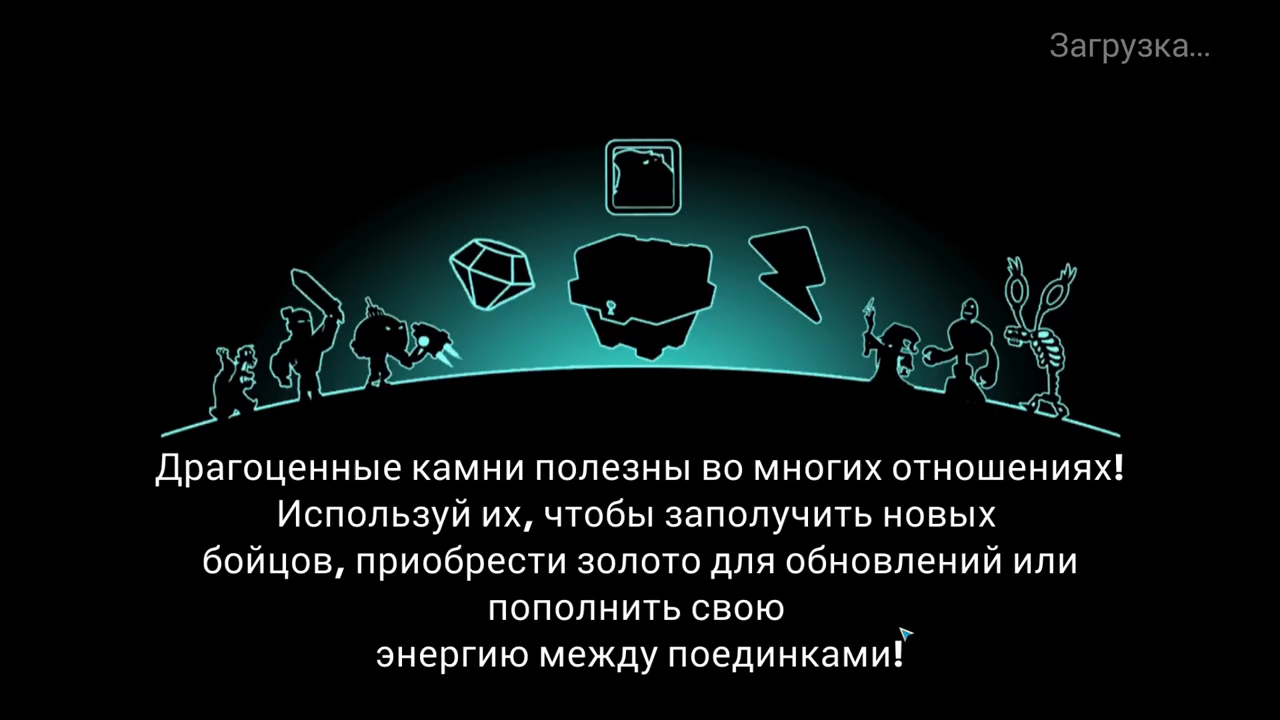 Загрузка...
Драгоценные камни полезны во многих отношениях!
Используй их, чтобы заполучить новых
бойцов, приобрести золото для обновлений или
пополнить свою
энергию между поединками!